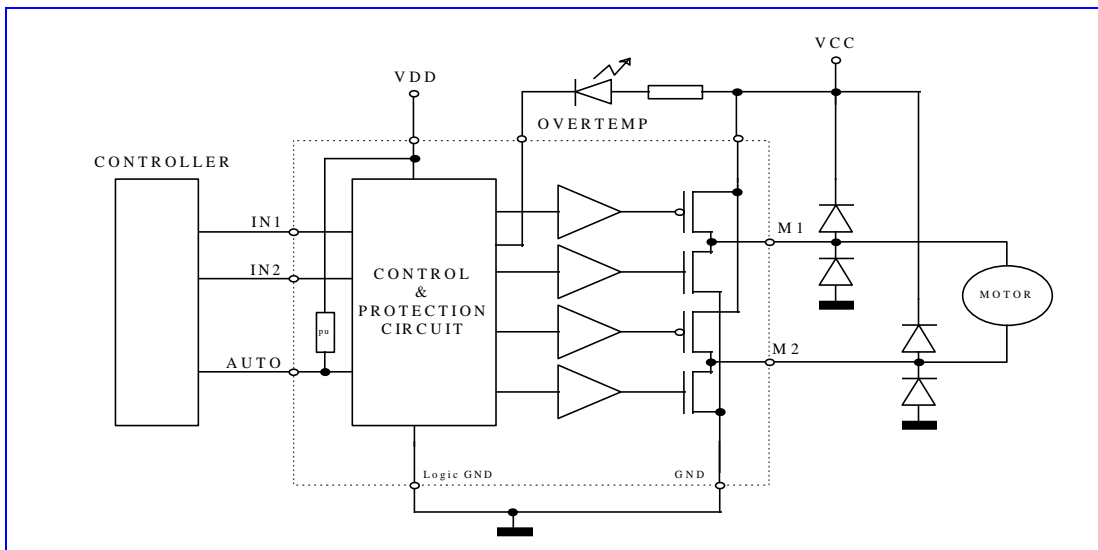 VCC
VDD
OVERTEMP
CONTROLLER
IN1
M1
IN2
CONTROL
&
PROTECTION
CIRCUIT
MOTOR
pu
M2
AUTO
Logic GND
GND